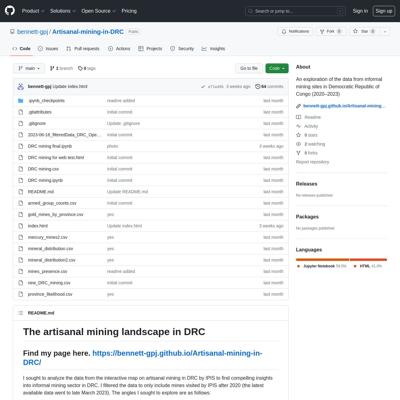 Product
Solutions
Open Source
Pricing
Search or jump to...
Sign in
Sign up
bennett-gpj / Artisanal-mining-in-DRC Public
Notifications
Fork 0
Star 0
Code
Issues
Pull requests
Actions
Projects
Security
Insights
main
1 branch
0 tags
Go to file
Code
bennett-gpj Update index.html
3 weeks ago
64 commits
.ipynb_checkpoints readme added last month
.gitattributes Initial commit last month
.gitignore Update .gitignore last month
2023-06-16_filteredData_DRC_Ope... initial commit last month
DRC mining final.ipynb photo 3 weeks ago
DRC mining for web test.html initial commit last month
DRC mining.csv initial commit last month
DRC mining.ipynb initial commit last month
README.md Update README.md last month
armed_group_counts.csv initial commit last month
gold_mines_by_province.csv yes last month
index.html Update index.html 3 weeks ago
mercury_mines2.csv yes last month
mineral_distribution.csv yes last month
mineral_distribution2.csv yes last month
mines_presence.csv readme added last month
new_DRC_mining.csv initial commit last month
province_likelihood.csv yes last month
README.md
The artisanal mining landscape in DRC
Find my page here. https://bennett-gpj.github.io/Artisanal-mining-in-
DRC/
I sought to analyze the data from the interactive map on artisanal mining in DRC by IPIS to find compelling insights
into informal mining sector in DRC. I filtered the data to only include mines visited by IPIS after 2020 (the latest
available data went to late March 2023). The angles I sought to explore are as follows:
About
An exploration of the data from informal
mining sites in Democratic Republic of
Congo (2020–2023)
bennett-gpj.github.io/Artisanal-mining...
Readme
Activity
0 stars
2 watching
0 forks
Report repository
Releases
No releases published
Packages
No packages published
Languages
Jupyter Notebook
HTML